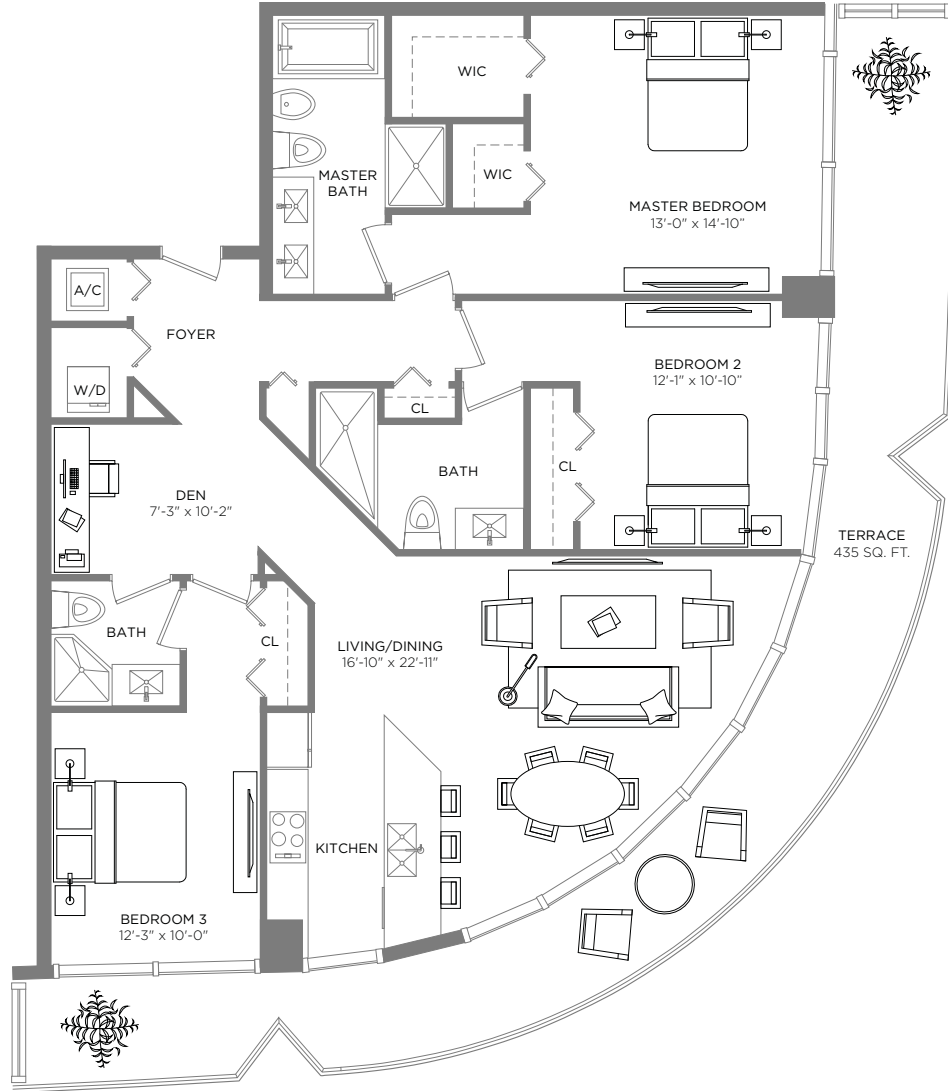 WIC
WIC
MASTER
BATH
MASTER BEDROOM
13'-0" x 14'-10"
A/C
FOYER
W/D
BEDROOM 2
12'-1" x 10'-10"
CL
BATH
CL
DEN
7'-3" x 10'-2"
TERRACE
435 SQ. FT.
BATH
CL
LIVING/DINING
16'-10" x 22'-11"
KITCHEN
BEDROOM 3
12'-3" x 10'-0"